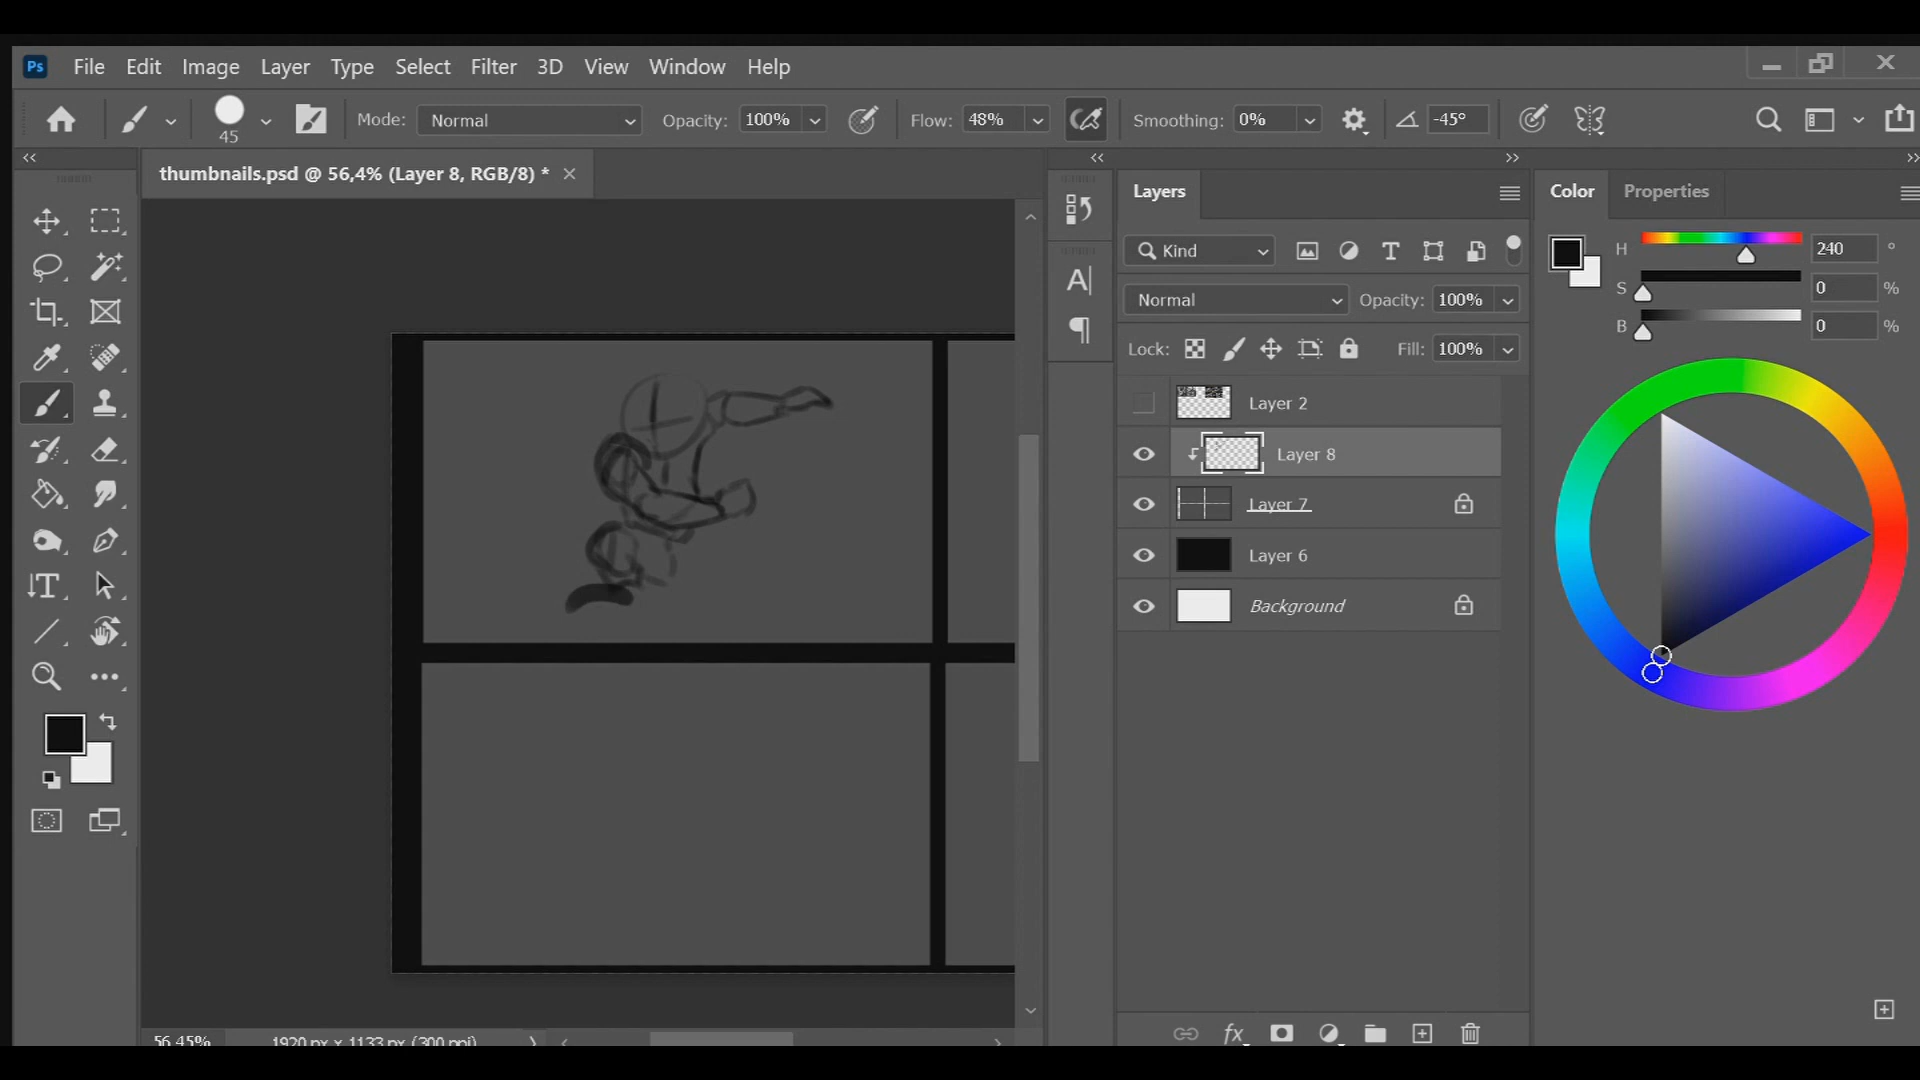 Ps File Edit Image Layer Type Select Filter 3D View Window Help
45 Mode: Normal Opacity: 100% Flow: 48% Smoothing: 0% -45°
thumbnails.psd @ 56,4% (Layer 8, RGB/8) *
Layers
Color Properties
Kind
H 240 °
S 0 %
B 0 %
Normal Opacity: 100%
Lock: Fill: 100%
Layer 2
Layer 8
Layer 7
Layer 6
Background
fx
56,45% 1920 px x 1133 px (300 ppi)